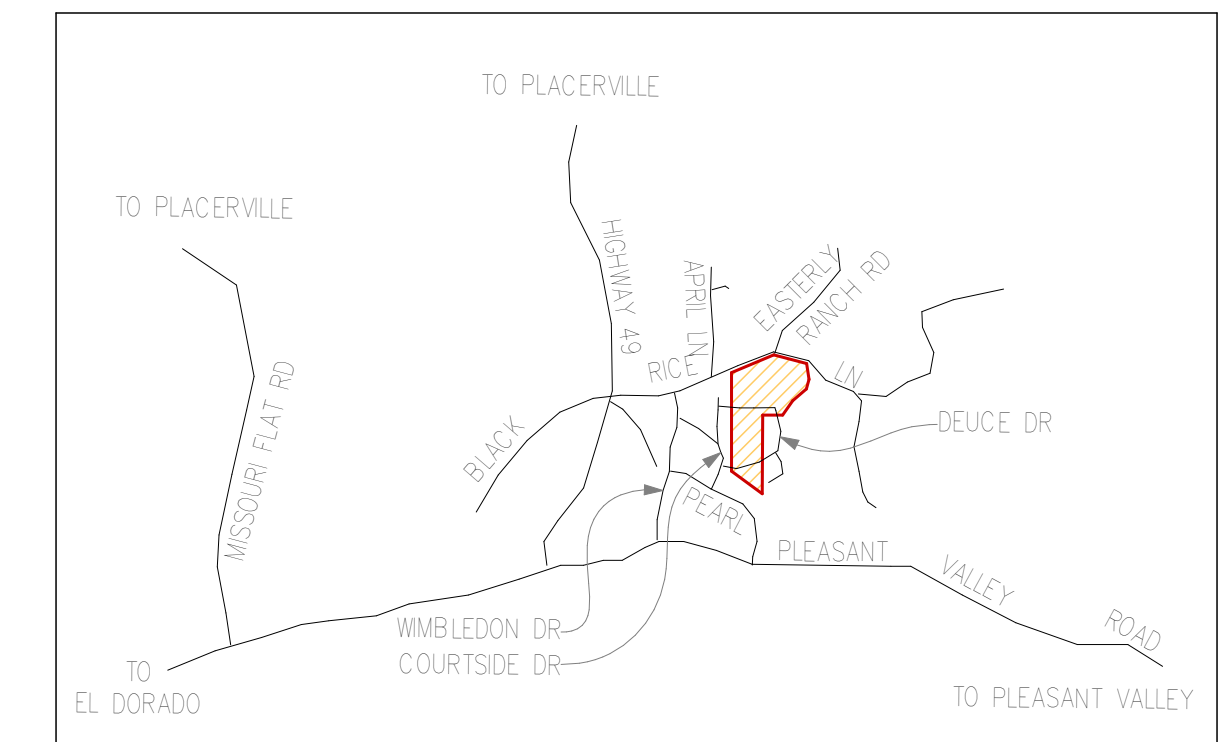 TO PLACERVILLE
TO PLACERVILLE
HIGHWAY 49
APRIL LN
EASTERLY
RANCH RD
MISSOURI FLAT RD
BLACK
RICE
LN
DEUCE DR
PEARL
PLEASANT
VALLEY
ROAD
WIMBLEDON DR
COURTSIDE DR
TO
EL DORADO
TO PLEASANT VALLEY